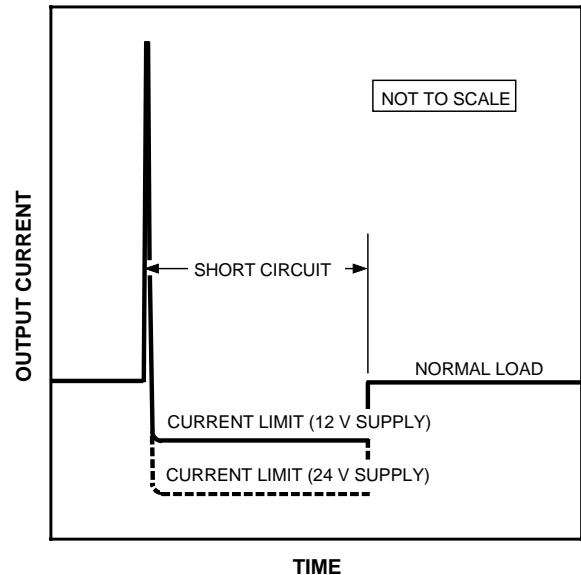 NOT TO SCALE
OUTPUT CURRENT
SHORT CIRCUIT
NORMAL LOAD
CURRENT LIMIT (12 V SUPPLY)
CURRENT LIMIT (24 V SUPPLY)
TIME